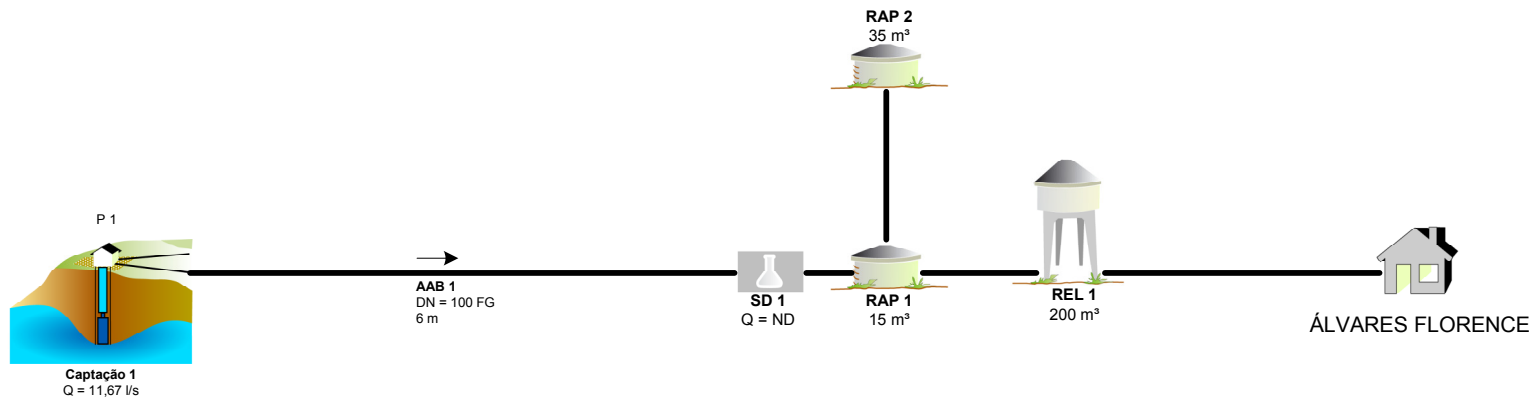 RAP 2
35 m³
P 1
Captação 1
Q = 11,67 l/s
AAB 1
DN = 100 FG
6 m
SD 1
Q = ND
RAP 1
15 m³
REL 1
200 m³
ÁLVARES FLORENCE